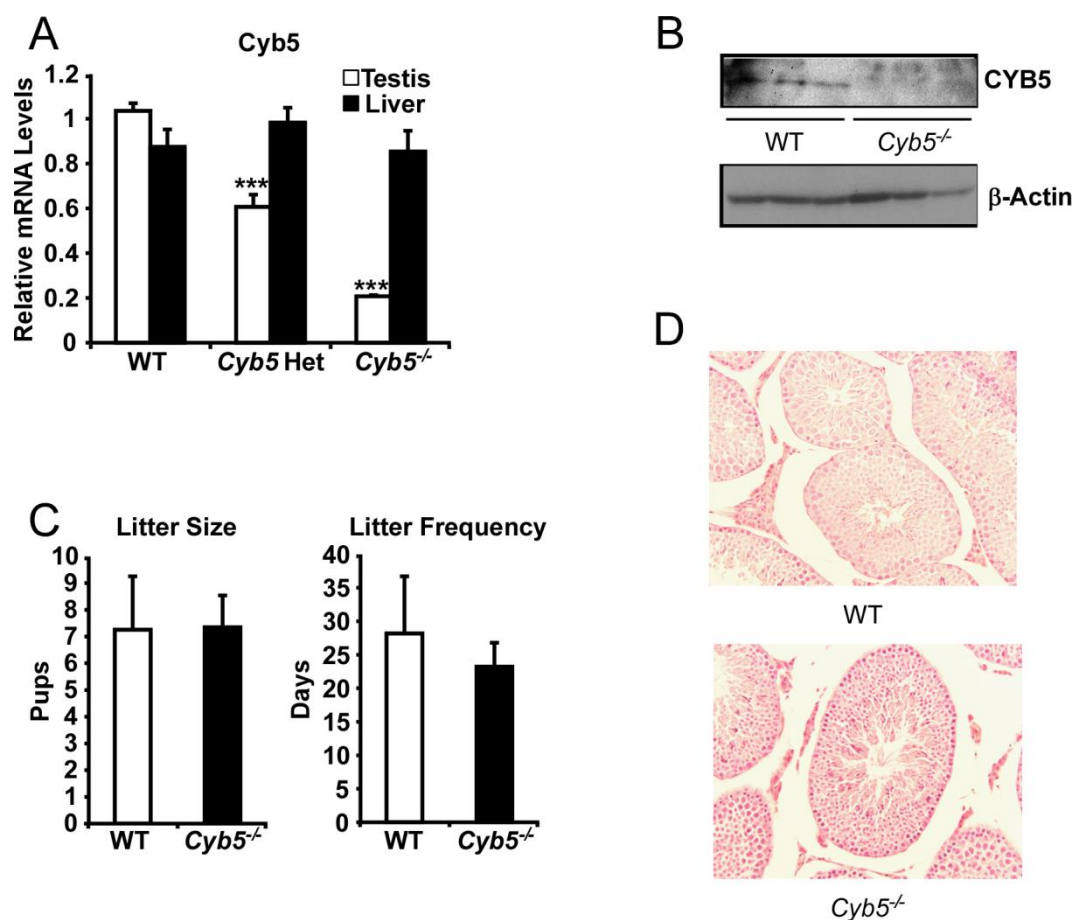 A
Cyb5
Relative mRNA Levels
1.2
1
0.8
0.6
0.4
0.2
0
Testis
Liver
***
***
WT
Cyb5 Het
Cyb5-/-
B
CYB5
WT
Cyb5-/-
β-Actin
C
Litter Size
Pups
10
9
8
7
6
5
4
3
2
1
0
WT
Cyb5-/-
Litter Frequency
Days
40
35
30
25
20
15
10
5
0
WT
Cyb5-/-
D
WT
Cyb5-/-